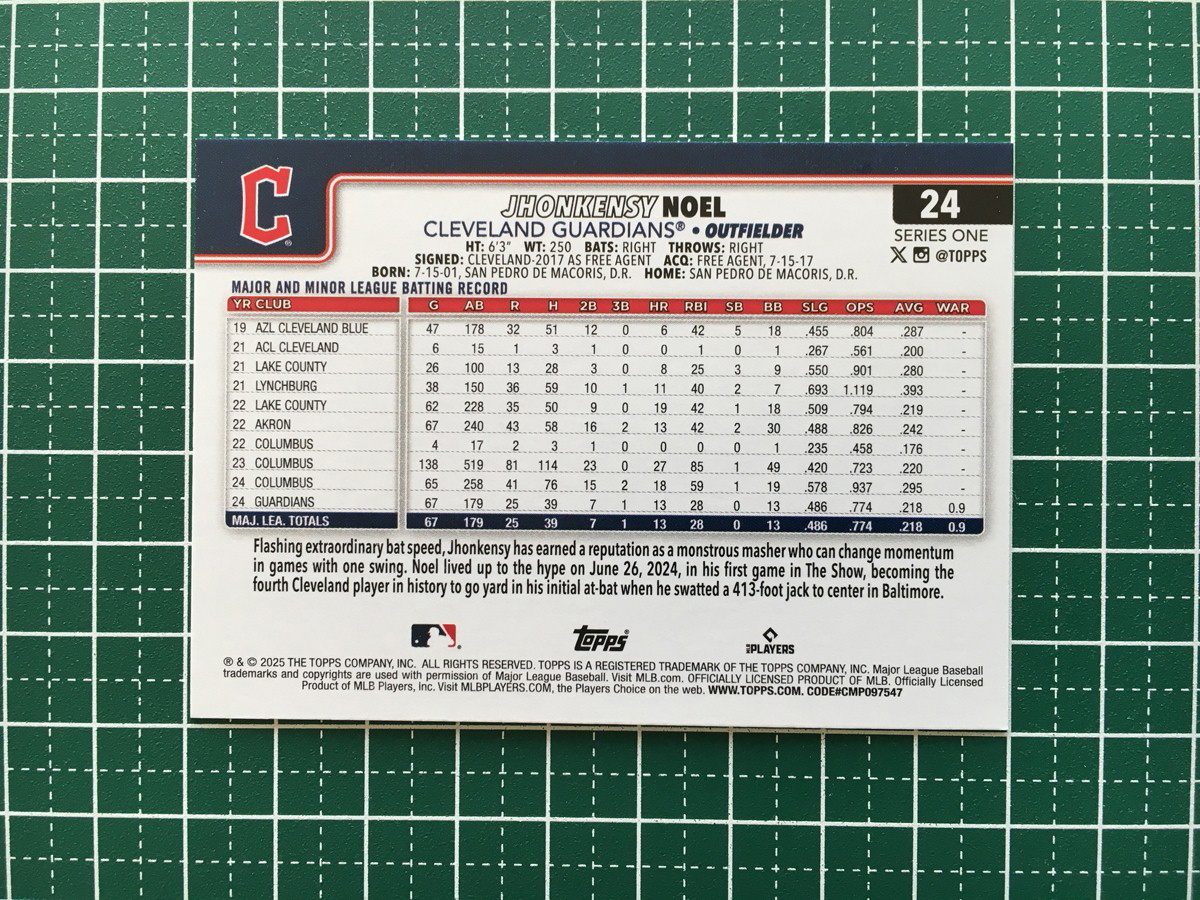 C
24
JHONKENSY NOEL
CLEVELAND GUARDIANS® • OUTFIELDER
SERIES ONE
X @TOPPS
HT: 6'3" WT: 250 BATS: RIGHT THROWS: RIGHT
SIGNED: CLEVELAND-2017 AS FREE AGENT ACQ: FREE AGENT, 7-15-17
BORN: 7-15-01, SAN PEDRO DE MACORIS, D.R. HOME: SAN PEDRO DE MACORIS, D.R.
MAJOR AND MINOR LEAGUE BATTING RECORD
YR CLUB G AB R H 2B 3B HR RBI SB BB SLG OPS AVG WAR
19 AZL CLEVELAND BLUE 47 178 32 51 12 0 6 42 5 18 .455 .804 .287 -
21 ACL CLEVELAND 6 15 1 3 1 0 0 1 0 1 .267 .561 .200 -
21 LAKE COUNTY 26 100 13 28 3 0 8 25 3 9 .550 .901 .280 -
21 LYNCHBURG 38 150 36 59 10 1 11 40 2 7 .693 1.119 .393 -
22 LAKE COUNTY 62 228 35 50 9 0 19 42 1 18 .509 .794 .219 -
22 AKRON 67 240 43 58 16 2 13 42 2 30 .488 .826 .242 -
22 COLUMBUS 4 17 2 3 1 0 0 0 0 1 .235 .458 .176 -
23 COLUMBUS 138 519 81 114 23 0 27 85 1 49 .420 .723 .220 -
24 COLUMBUS 65 258 41 76 15 2 18 59 1 19 .578 .937 .295 -
24 GUARDIANS 67 179 25 39 7 1 13 28 0 13 .486 .774 .218 0.9
MAJ. LEA. TOTALS 67 179 25 39 7 1 13 28 0 13 .486 .774 .218 0.9
Flashing extraordinary bat speed, Jhonkensy has earned a reputation as a monstrous masher who can change momentum
in games with one swing. Noel lived up to the hype on June 26, 2024, in his first game in The Show, becoming the
fourth Cleveland player in history to go yard in his initial at-bat when he swatted a 413-foot jack to center in Baltimore.
topps®
MLB PLAYERS
® & © 2025 THE TOPPS COMPANY, INC. ALL RIGHTS RESERVED. TOPPS IS A REGISTERED TRADEMARK OF THE TOPPS COMPANY, INC. Major League Baseball
trademarks and copyrights are used with permission of Major League Baseball. Visit MLB.com. OFFICIALLY LICENSED PRODUCT OF MLB. Officially Licensed
Product of MLB Players, Inc. Visit MLBPLAYERS.COM, the Players Choice on the web. WWW.TOPPS.COM. CODE#CMP097547